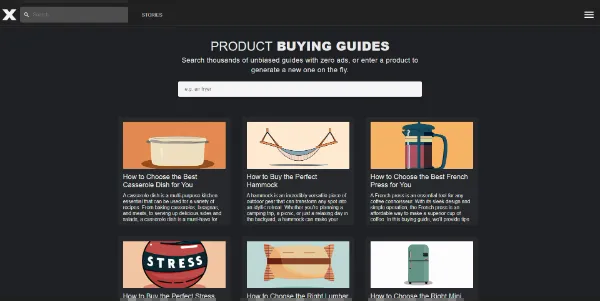 X
Search
STORIES
PRODUCT BUYING GUIDES
Search thousands of unbiased guides with zero ads, or enter a product to
generate a new one on the fly.
e.g. air fryer
How to Choose the Best
Casserole Dish for You
A casserole dish is a multi-purpose kitchen
essential that can be used for a variety of
recipes. From baking casseroles, lasagnas,
and meats, to serving up delicious sides and
salads, a casserole dish is a must-have for
How to Buy the Perfect
Hammock
A hammock is an incredibly versatile piece of
outdoor gear that can transform any spot into
an idyllic retreat. Whether you're planning a
camping trip, a picnic, or just a relaxing day in
the backyard, a hammock can make your
How to Choose the Best French
Press for You
A French press is an essential tool for any
coffee connoisseur. With its sleek design and
simple operation, the French press is an
affordable way to make a superior cup of
coffee. In this buying guide, we'll provide tips
STRESS
How to Buy the Perfect Stress
How to Choose the Right Lumbar
How to Choose the Right Mini